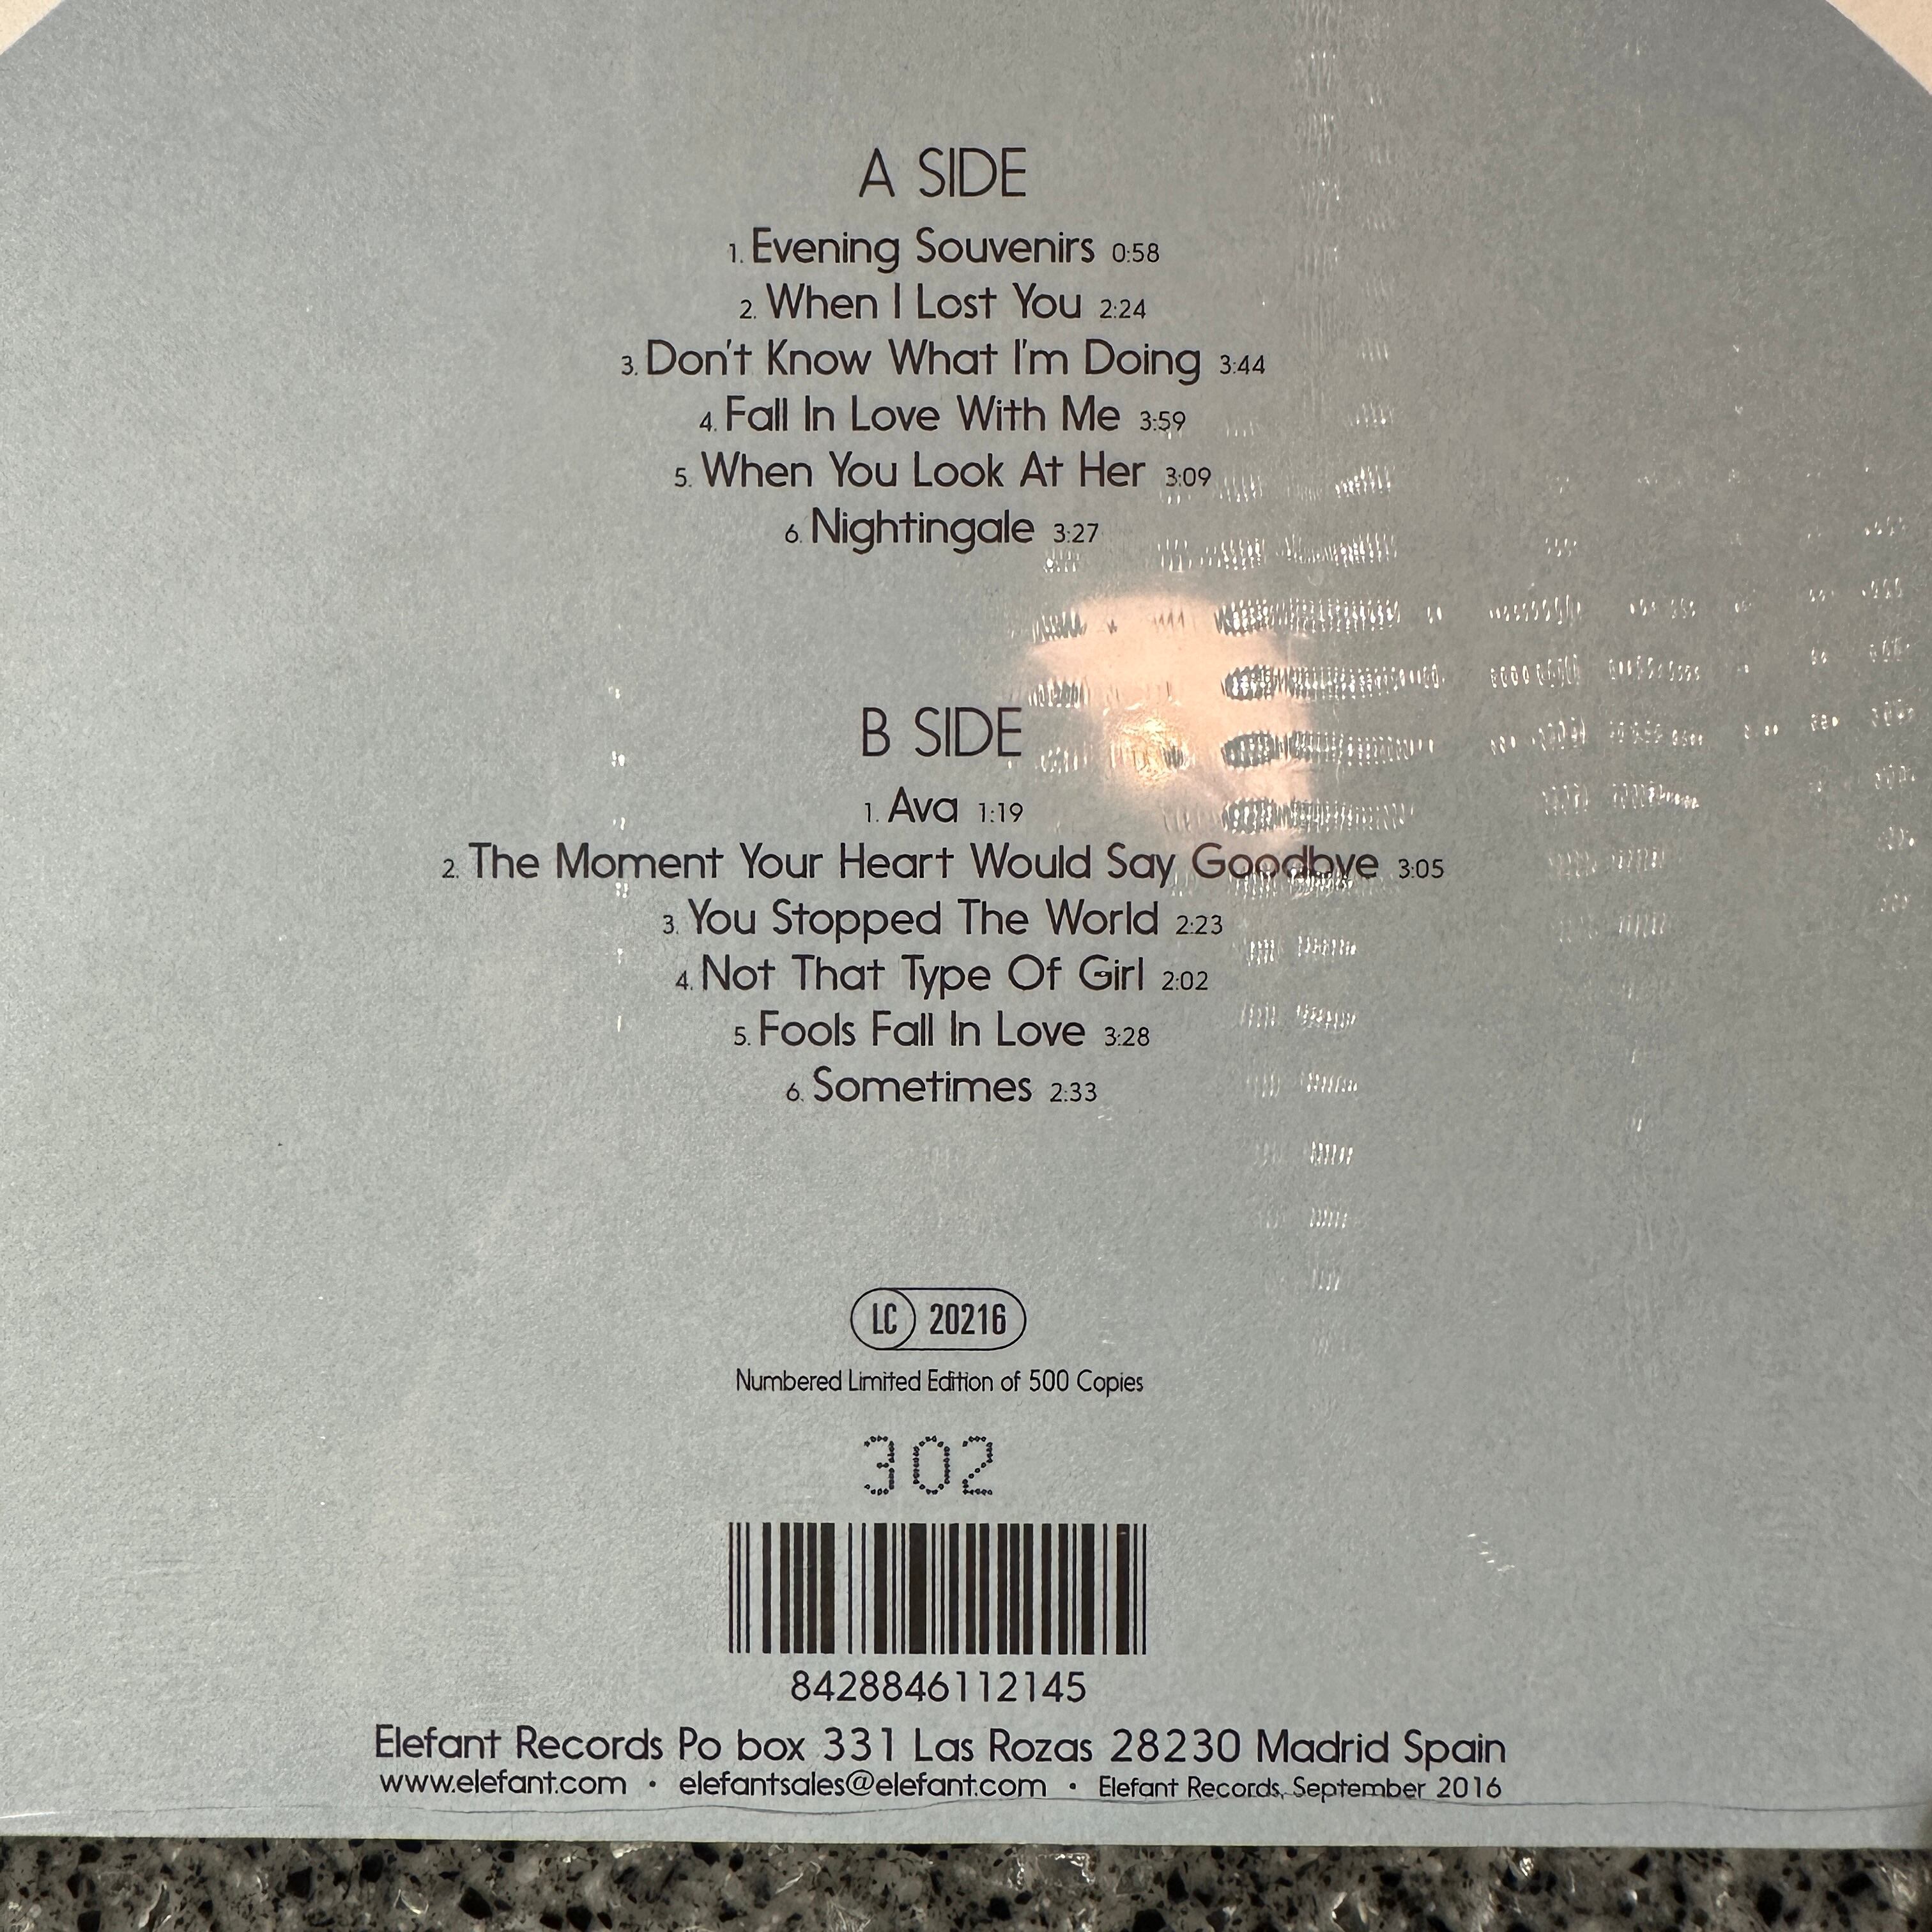 A SIDE
1. Evening Souvenirs 0:58
2. When I Lost You 2:24
3. Don't Know What I'm Doing 3:44
4. Fall In Love With Me 3:59
5. When You Look At Her 3:09
6. Nightingale 3:27
B SIDE
1. Ava 1:19
2. The Moment Your Heart Would Say Goodbye 3:05
3. You Stopped The World 2:23
4. Not That Type Of Girl 2:02
5. Fools Fall In Love 3:28
6. Sometimes 2:33
LC 20216
Numbered Limited Edition of 500 Copies
302
8428846112145
Elefant Records Po box 331 Las Rozas 28230 Madrid Spain
www.elefant.com • elefantsales@elefant.com • Elefant Records, September 2016